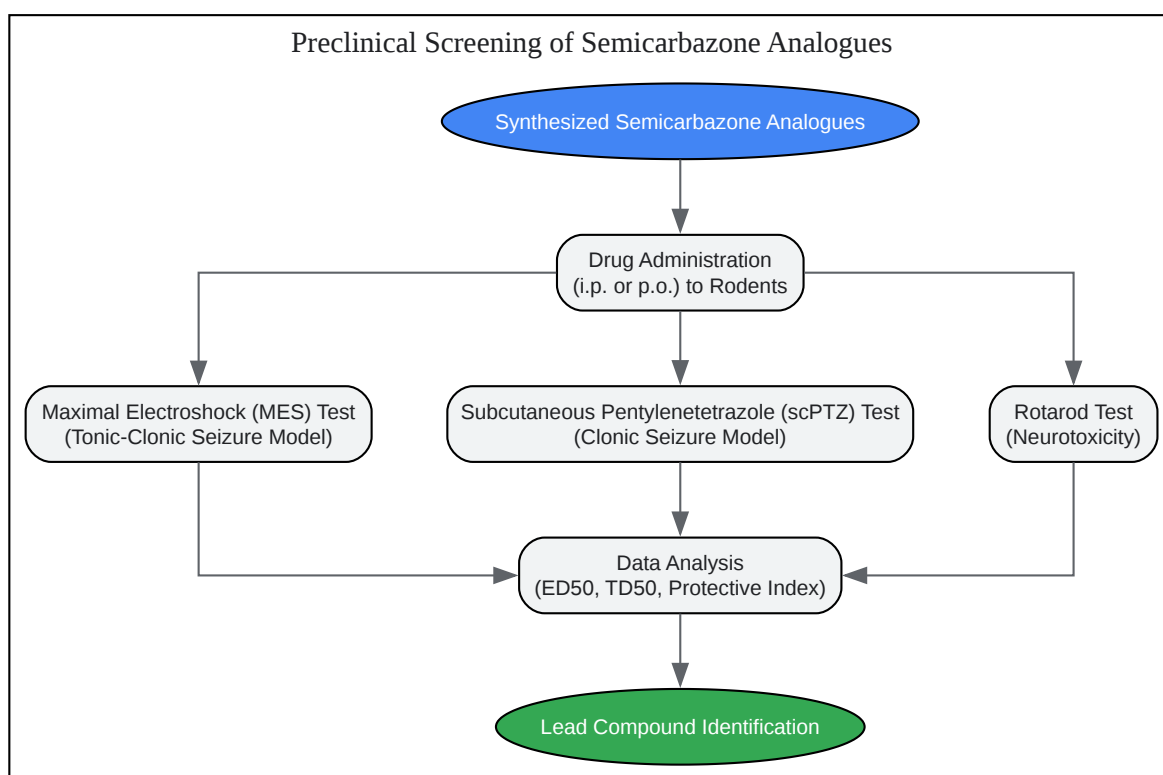 Preclinical Screening of Semicarbazone Analogues
Synthesized Semicarbazone Analogues
Drug Administration
(i.p. or p.o.) to Rodents
Maximal Electroshock (MES) Test
(Tonic-Clonic Seizure Model)
Subcutaneous Pentylenetetrazole (scPTZ) Test
(Clonic Seizure Model)
Rotarod Test
(Neurotoxicity)
Data Analysis
(ED50, TD50, Protective Index)
Lead Compound Identification